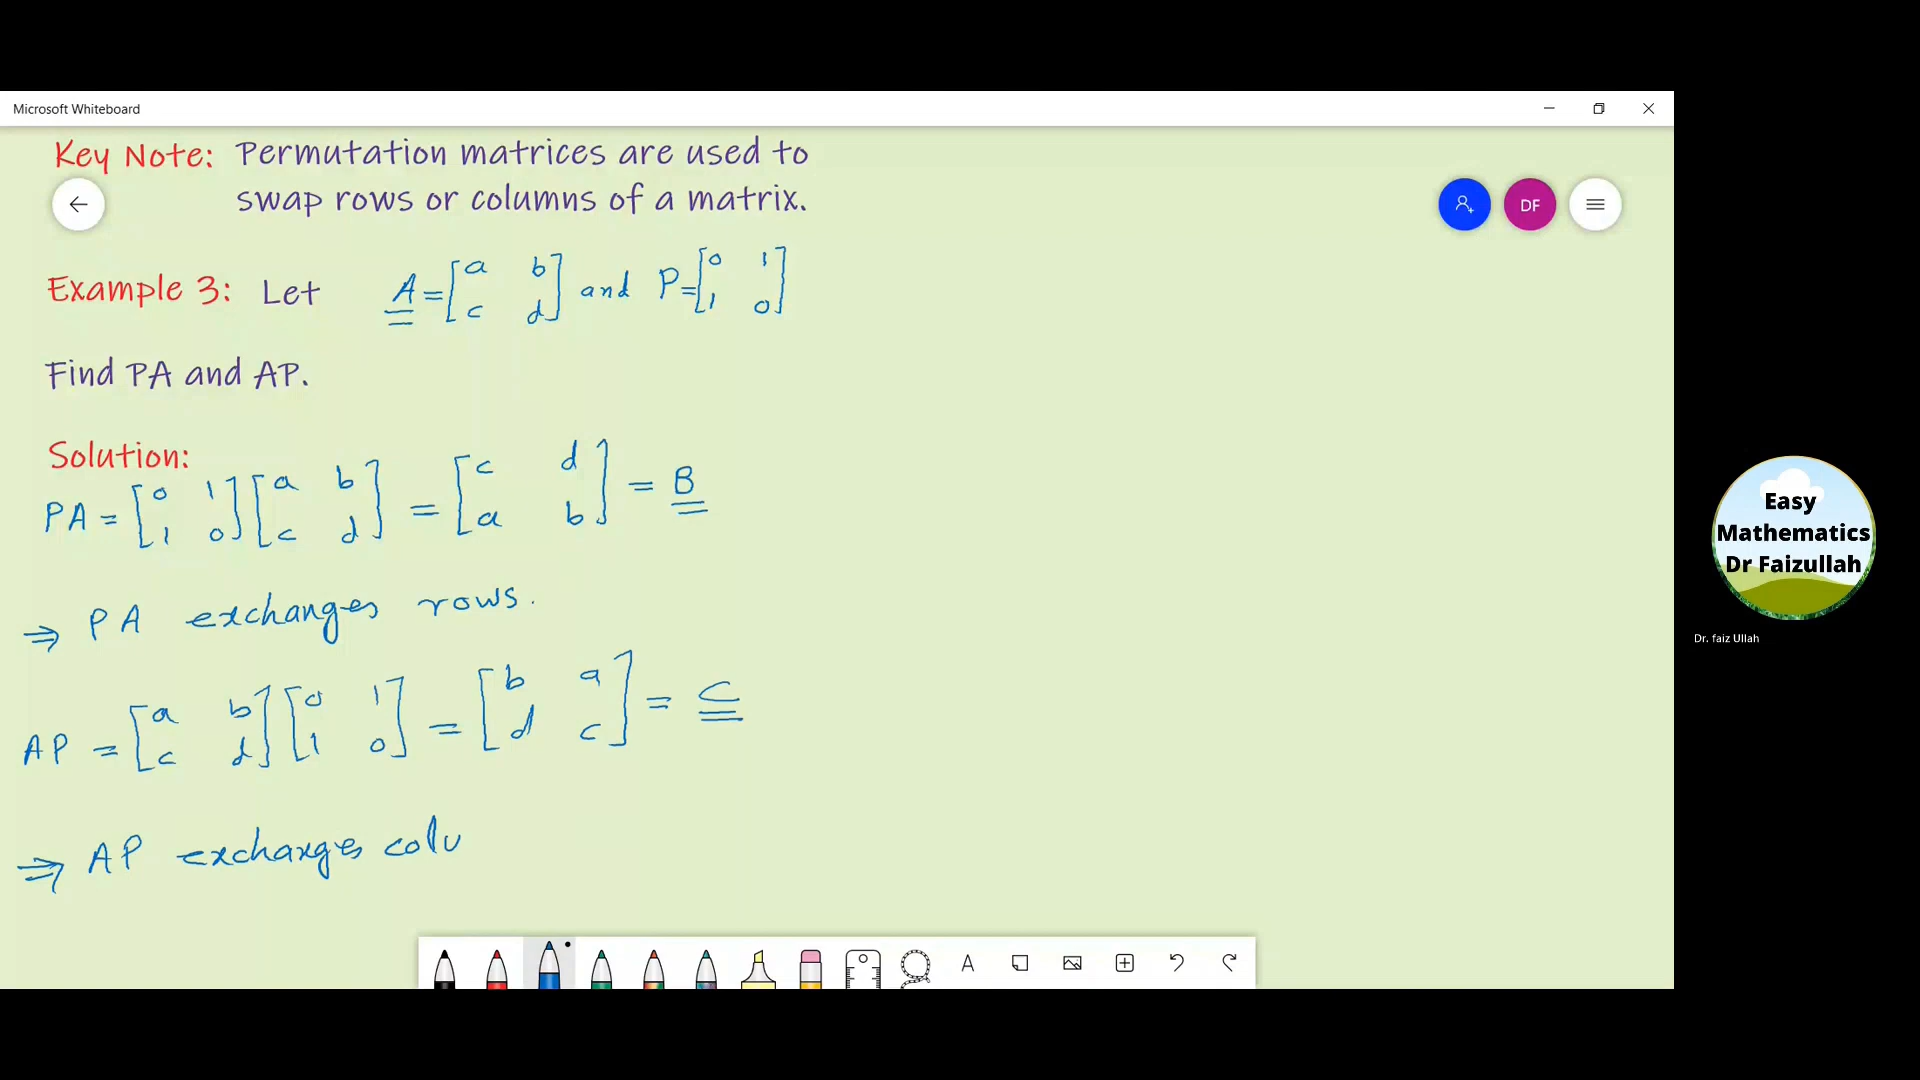 Microsoft Whiteboard
Key Note: Permutation matrices are used to
swap rows or columns of a matrix.
DF
Example 3: Let A = [a b; c d] and P = [0 1; 1 0]
Find PA and AP.
Solution:
PA = [0 1; 1 0] [a b; c d] = [c d; a b] = B
⇒ PA exchanges rows.
AP = [a b; c d] [0 1; 1 0] = [b a; d c] = C
⇒ AP exchanges colu
A
Easy
Mathematics
Dr Faizullah
Dr. faiz Ullah